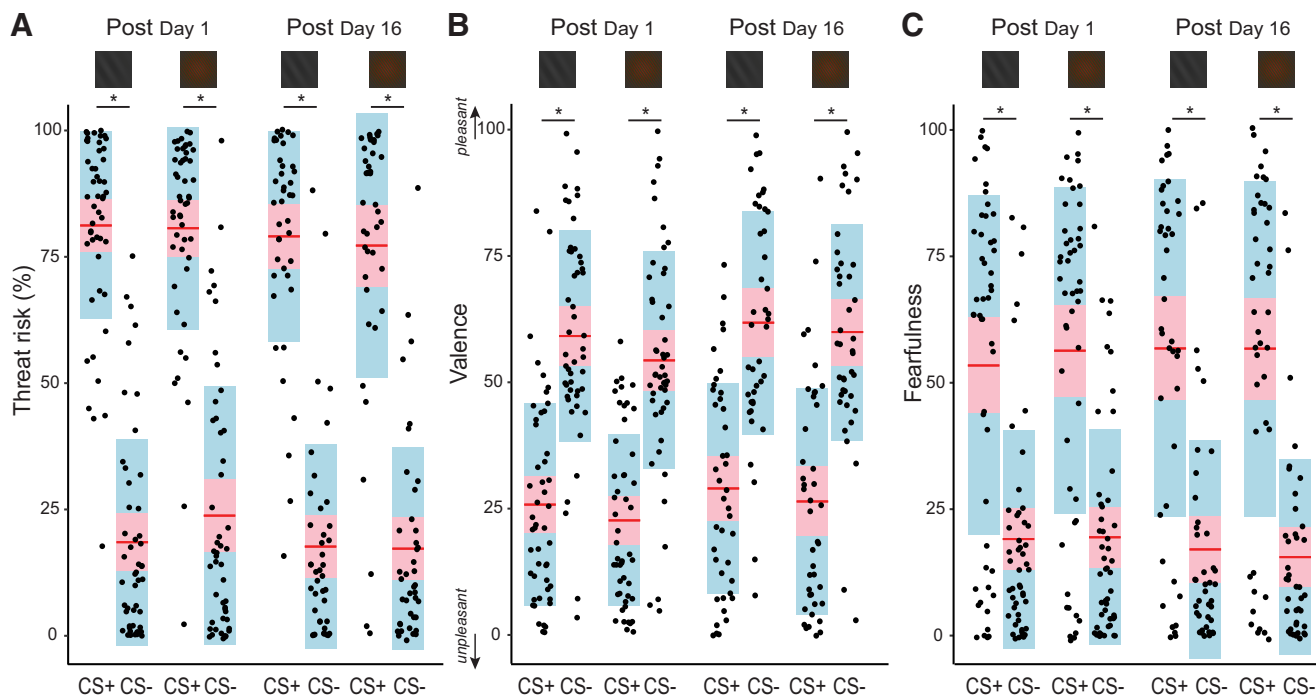 A
Post Day 1
Post Day 16
*
*
*
*
Threat risk (%)
100
75
50
25
0
CS+ CS-
CS+ CS-
CS+ CS-
CS+ CS-
B
Post Day 1
Post Day 16
*
*
*
*
pleasant
Valence
unpleasant
100
75
50
25
0
CS+ CS-
CS+ CS-
CS+ CS-
CS+ CS-
C
Post Day 1
Post Day 16
*
*
*
*
Fearfulness
100
75
50
25
0
CS+ CS-
CS+ CS-
CS+ CS-
CS+ CS-